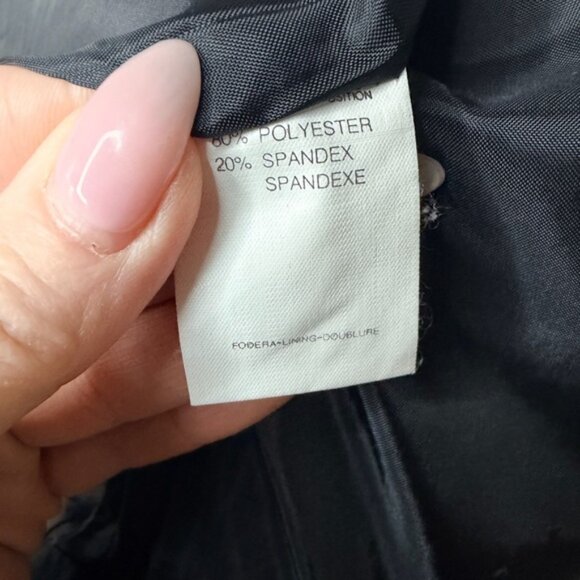 80% POLYESTER
20% SPANDEX
SPANDEXE
FODERA-LINING-DOUBLURE